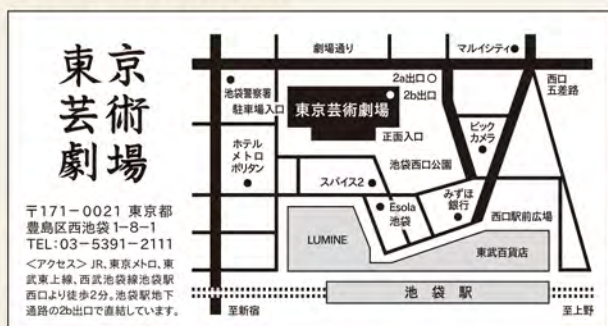 東京
芸術
劇場
〒171-0021 東京都
豊島区西池袋1-8-1
TEL:03-5391-2111
<アクセス> JR、東京メトロ、東
武東上線、西武池袋線池袋駅
西口より徒歩2分。池袋駅地下
通路の2b出口で直結しています。
劇場通り
マルイシティ
2a出口
2b出口
西口
五差路
池袋警察署
駐車場入口
東京芸術劇場
正面入口
ビック
カメラ
ホテル
メトロ
ポリタン
池袋西口公園
スパイス2
Esola
池袋
みずほ
銀行
西口駅前広場
LUMINE
東武百貨店
池袋駅
至新宿
至上野